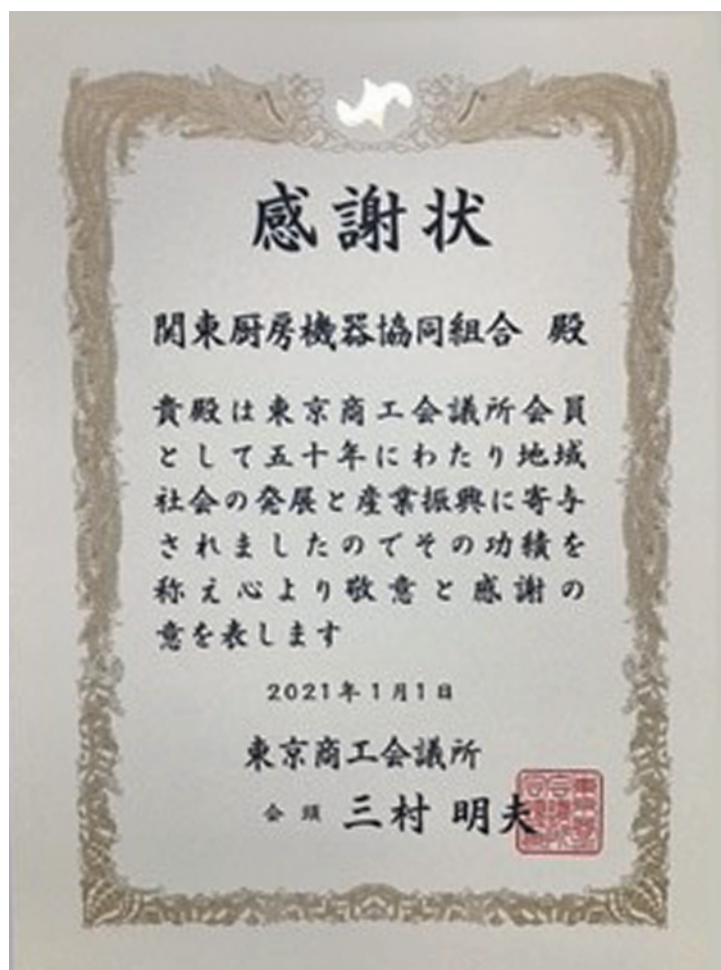 感謝状
関東厨房機器協同組合 殿
貴殿は東京商工会議所会員
として五十年にわたり地域
社会の発展と産業振興に寄与
されましたのでその功績を
称え心より敬意と感謝の
意を表します
2021年1月1日
東京商工会議所
会頭 三村 明夫